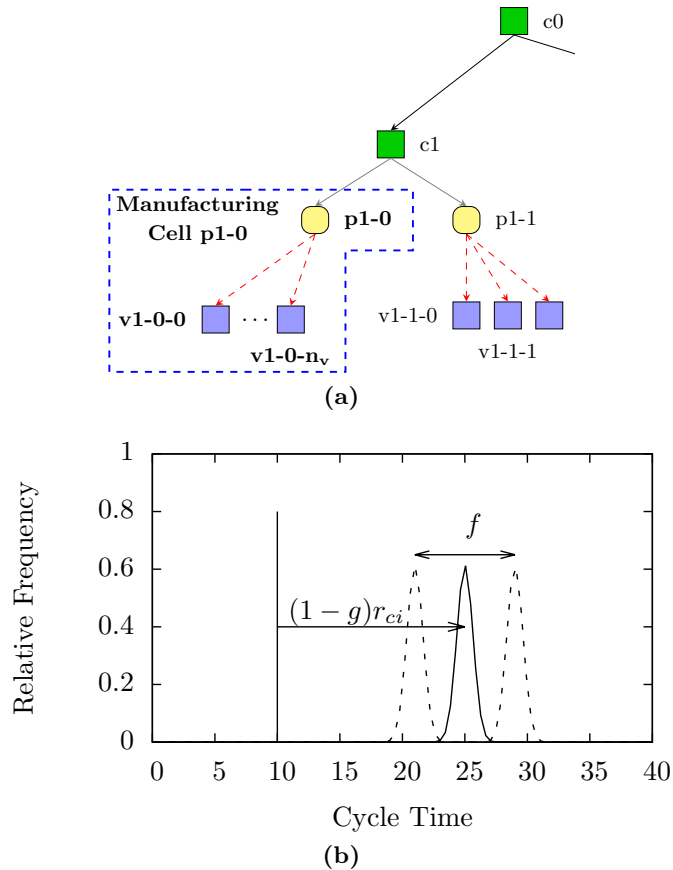 c0
c1
Manufacturing
Cell p1-0
p1-0
p1-1
v1-0-0
...
v1-0-nᵥ
v1-1-0
v1-1-1
(a)
1
0.8
0.6
0.4
0.2
0
Relative Frequency
f
(1 − g)r_{ci}
0 5 10 15 20 25 30 35 40
Cycle Time
(b)